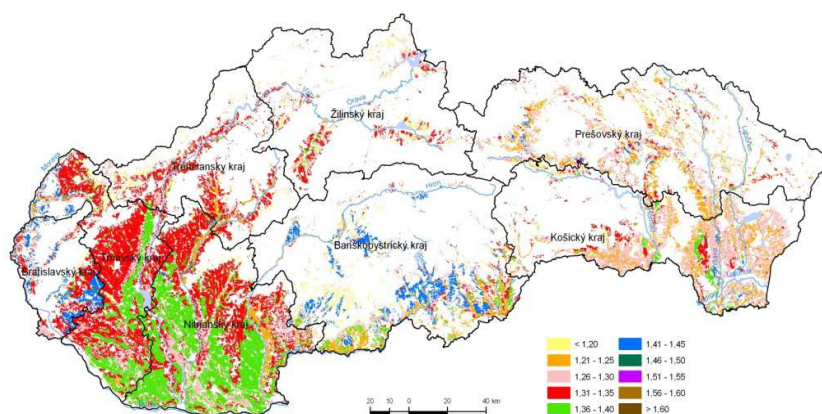 Orava
Žilinský kraj
Prešovský kraj
Morava
Trenčiansky kraj
Hron
Banskobystrický kraj
Košický kraj
Trnavský kraj
Bratislavský kraj
Nitriansky kraj
< 1,20
1,21 - 1,25
1,26 - 1,30
1,31 - 1,35
1,36 - 1,40
1,41 - 1,45
1,46 - 1,50
1,51 - 1,55
1,56 - 1,60
> 1,60
20 10 0 20 40 km